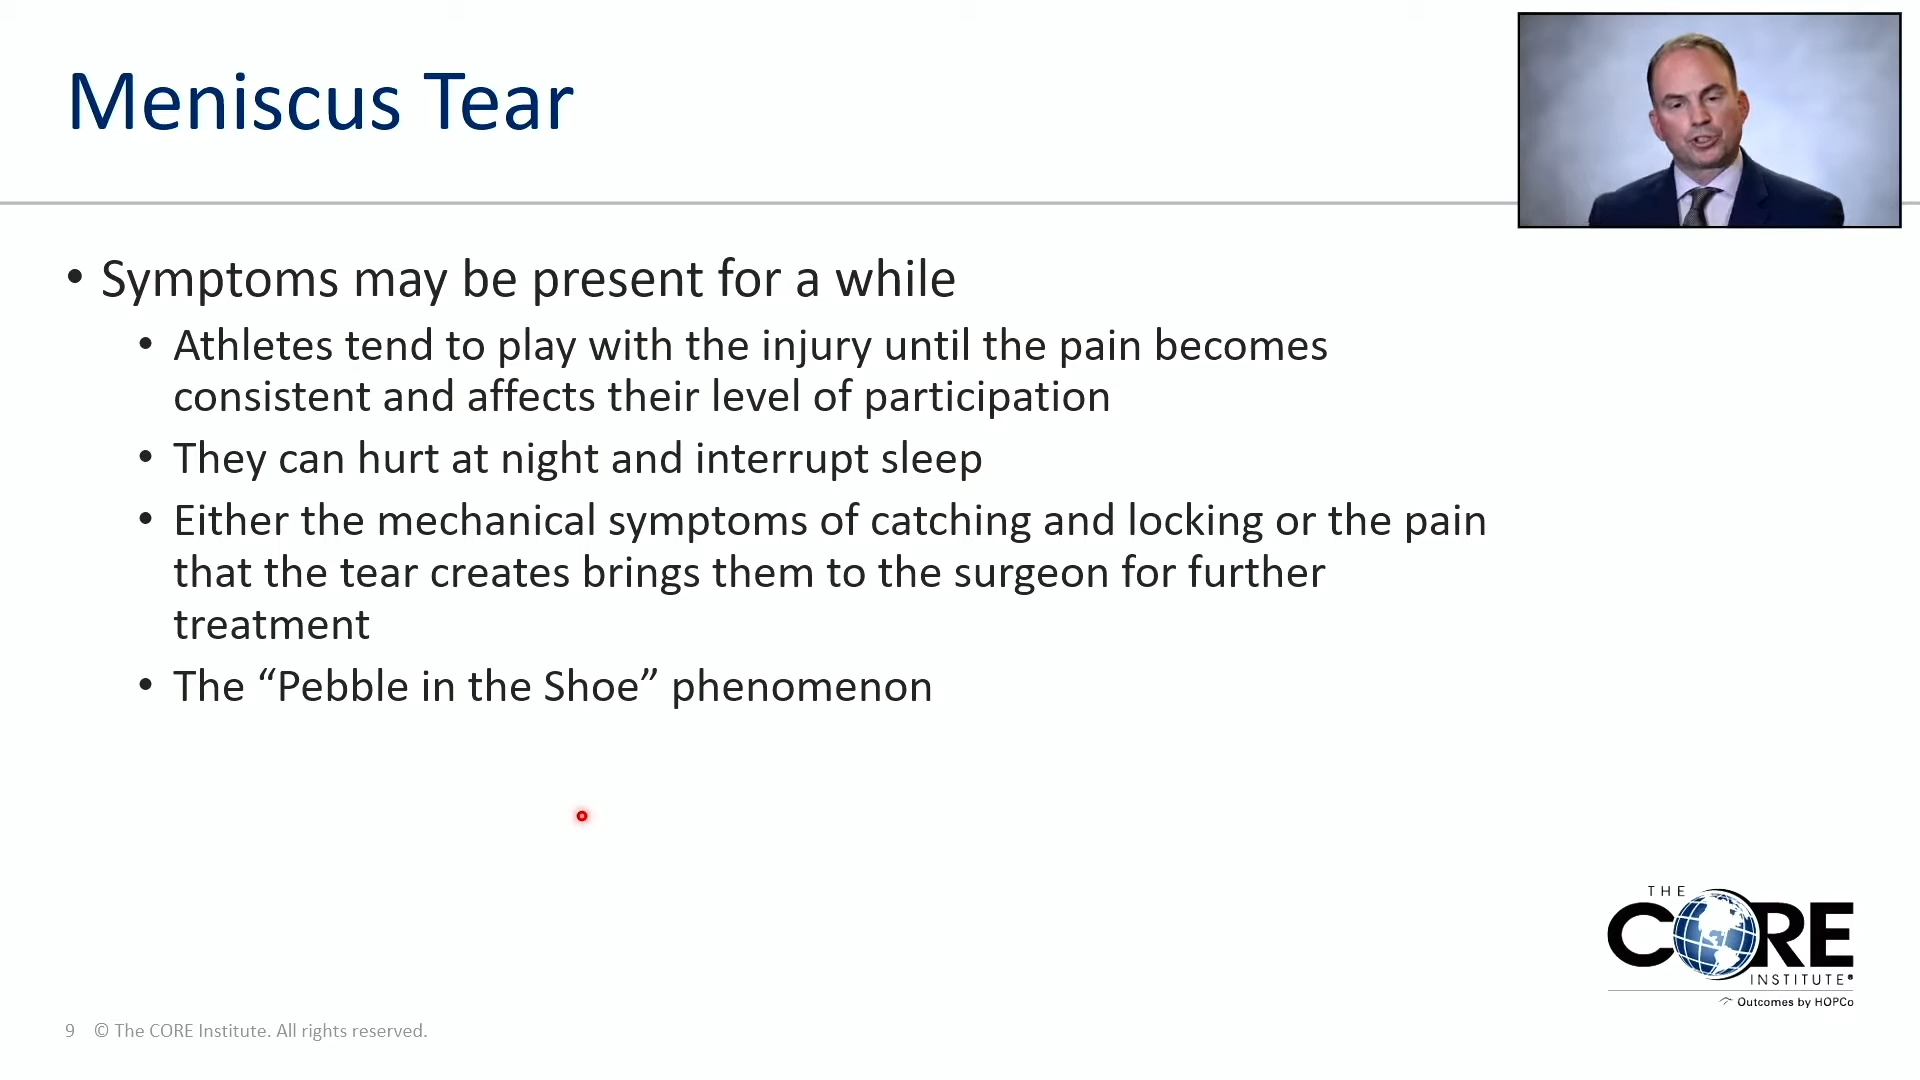 Meniscus Tear
• Symptoms may be present for a while
• Athletes tend to play with the injury until the pain becomes
consistent and affects their level of participation
• They can hurt at night and interrupt sleep
• Either the mechanical symptoms of catching and locking or the pain
that the tear creates brings them to the surgeon for further
treatment
• The “Pebble in the Shoe” phenomenon
THE
CORE
INSTITUTE®
Outcomes by HOPCo
9 © The CORE Institute. All rights reserved.